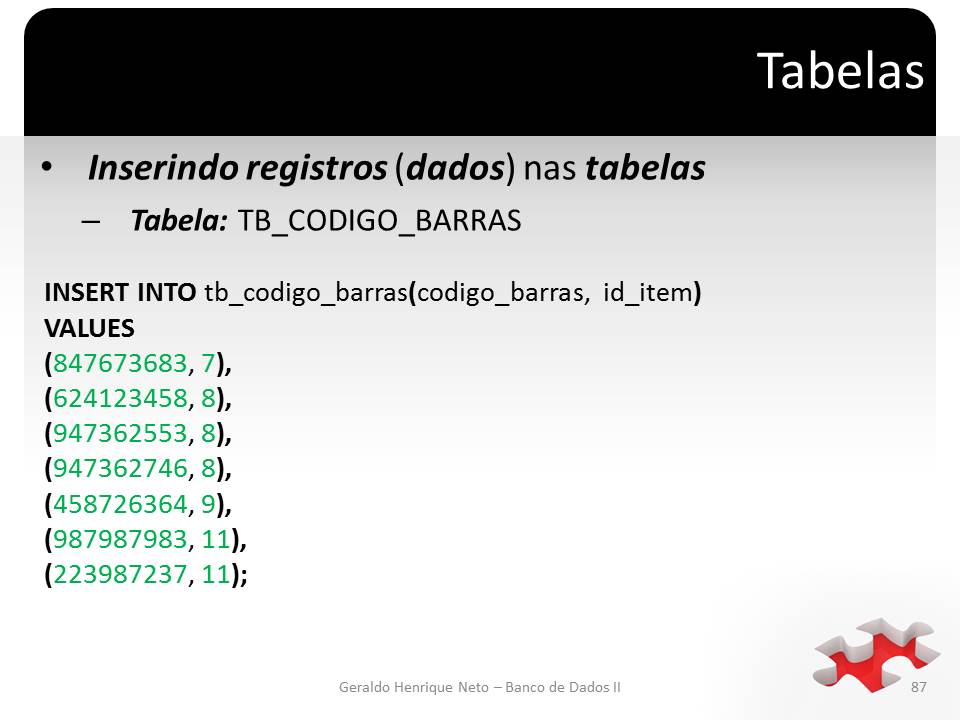 Tabelas
• Inserindo registros (dados) nas tabelas
– Tabela: TB_CODIGO_BARRAS
INSERT INTO tb_codigo_barras(codigo_barras, id_item)
VALUES
(847673683, 7),
(624123458, 8),
(947362553, 8),
(947362746, 8),
(458726364, 9),
(987987983, 11),
(223987237, 11);
Geraldo Henrique Neto – Banco de Dados II
87